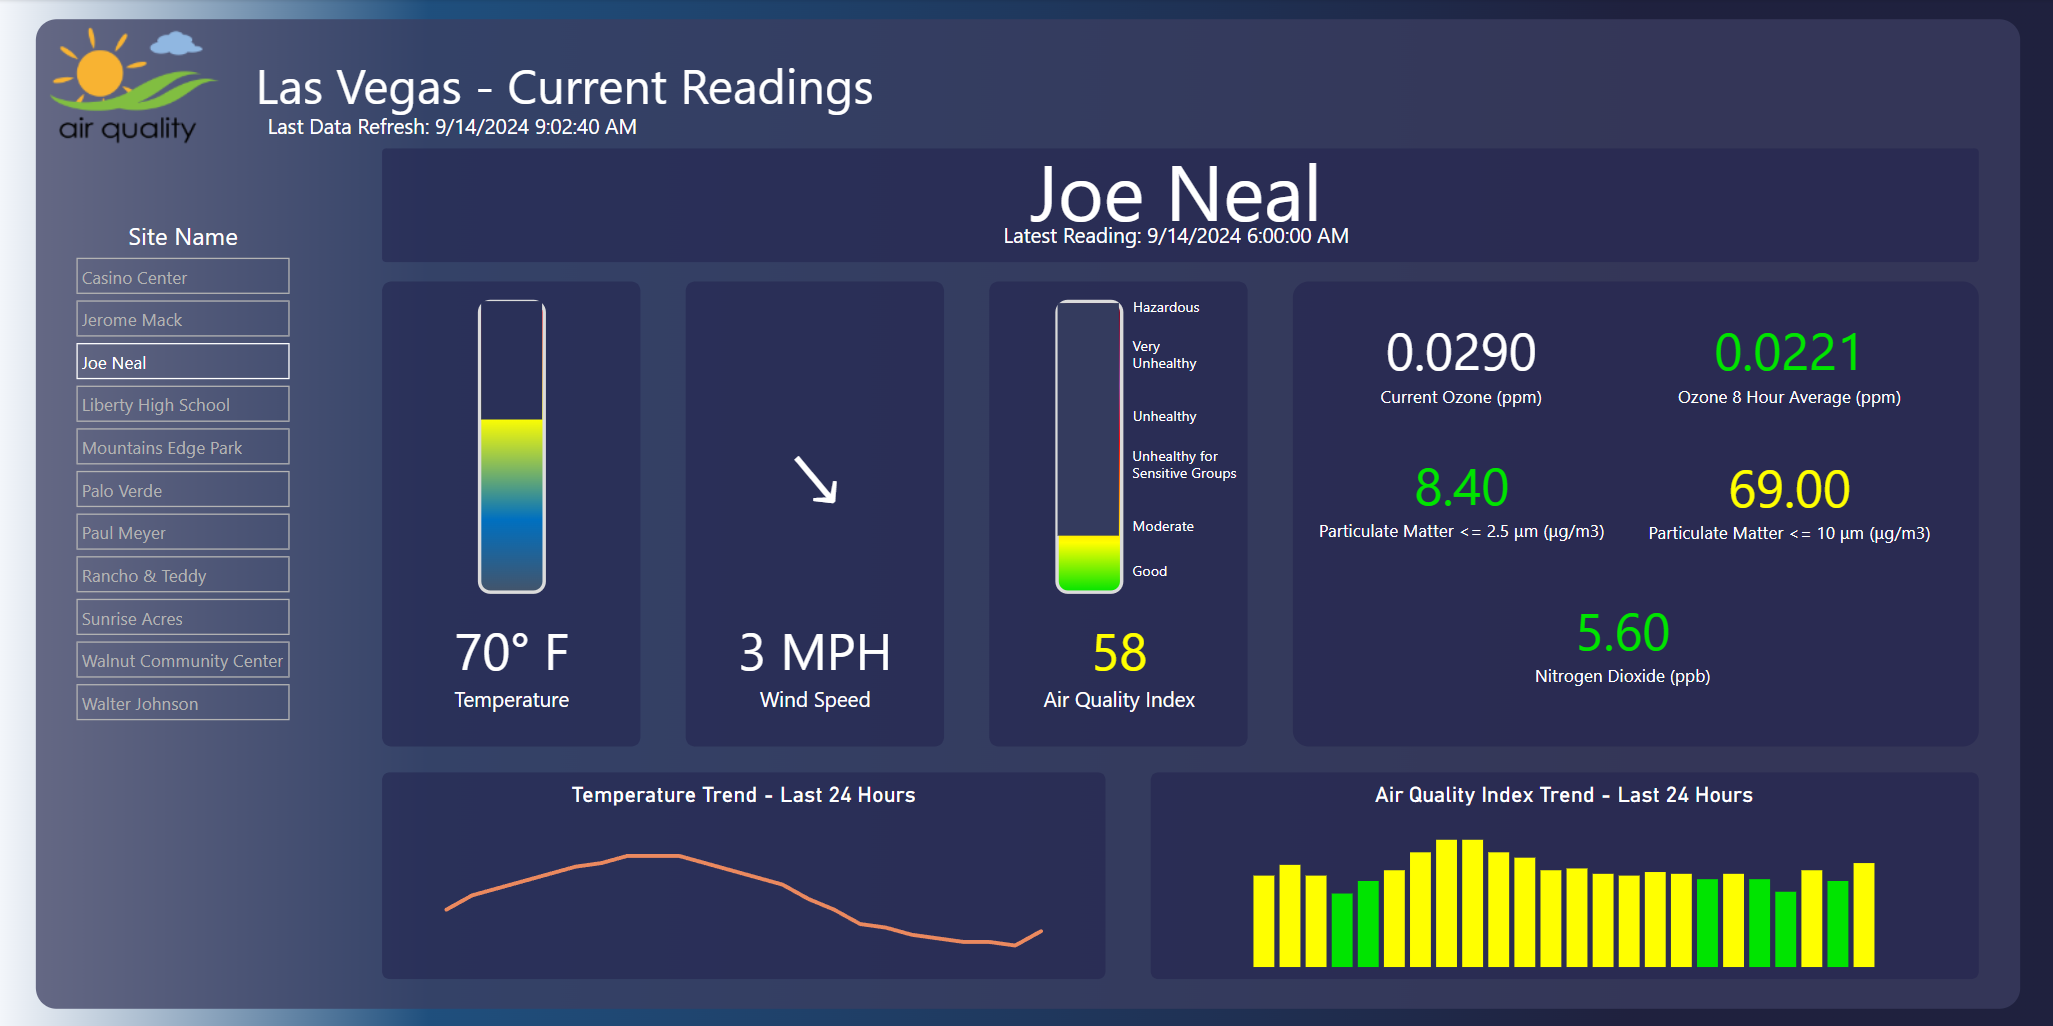 air quality
Las Vegas - Current Readings
Last Data Refresh: 9/14/2024 9:02:40 AM
Joe Neal
Latest Reading: 9/14/2024 6:00:00 AM
Site Name
Casino Center
Jerome Mack
Joe Neal
Liberty High School
Mountains Edge Park
Palo Verde
Paul Meyer
Rancho & Teddy
Sunrise Acres
Walnut Community Center
Walter Johnson
70° F
Temperature
3 MPH
Wind Speed
Hazardous
Very
Unhealthy
Unhealthy
Unhealthy for
Sensitive Groups
Moderate
Good
58
Air Quality Index
0.0290
Current Ozone (ppm)
0.0221
Ozone 8 Hour Average (ppm)
8.40
Particulate Matter <= 2.5 µm (µg/m3)
69.00
Particulate Matter <= 10 µm (µg/m3)
5.60
Nitrogen Dioxide (ppb)
Temperature Trend - Last 24 Hours
Air Quality Index Trend - Last 24 Hours